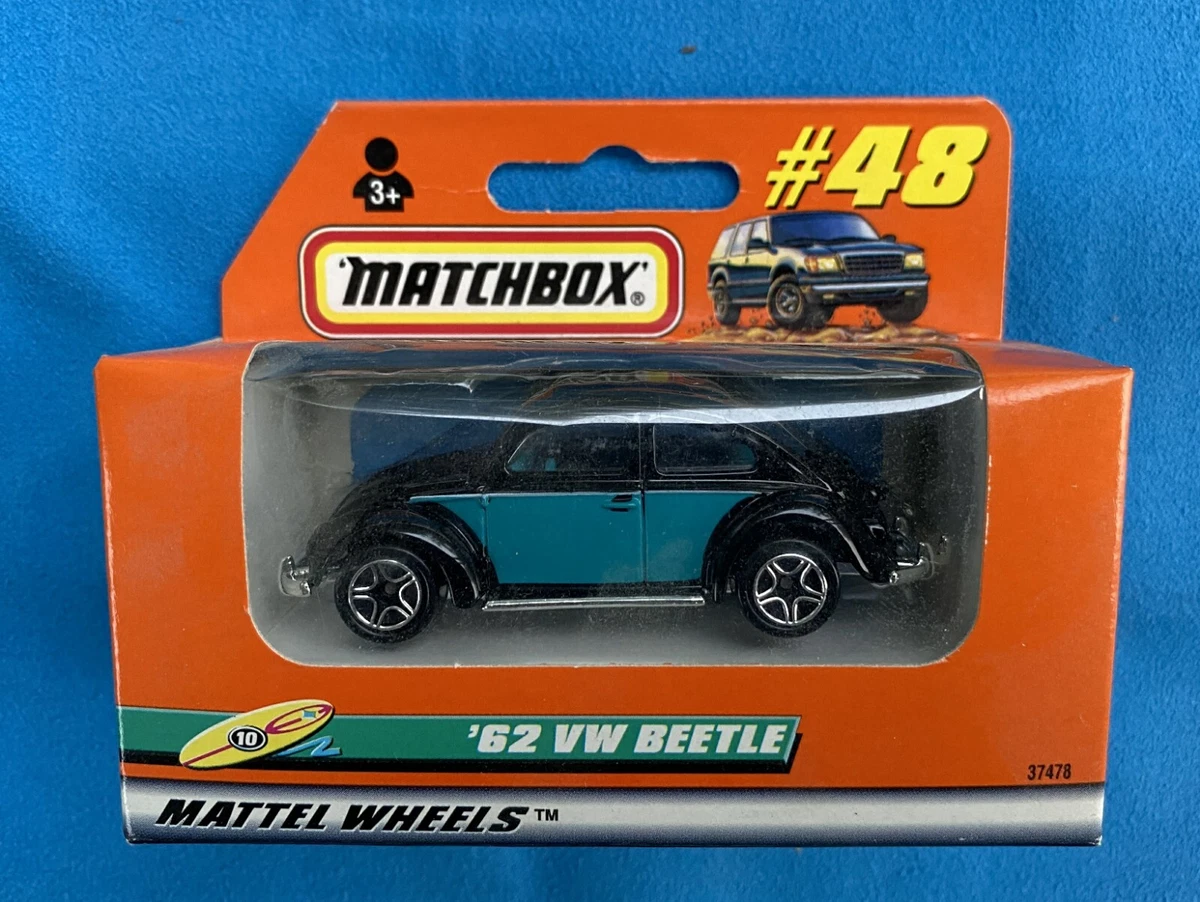 3+
#48
'MATCHBOX'®
10
'62 VW BEETLE
37478
MATTEL WHEELS™